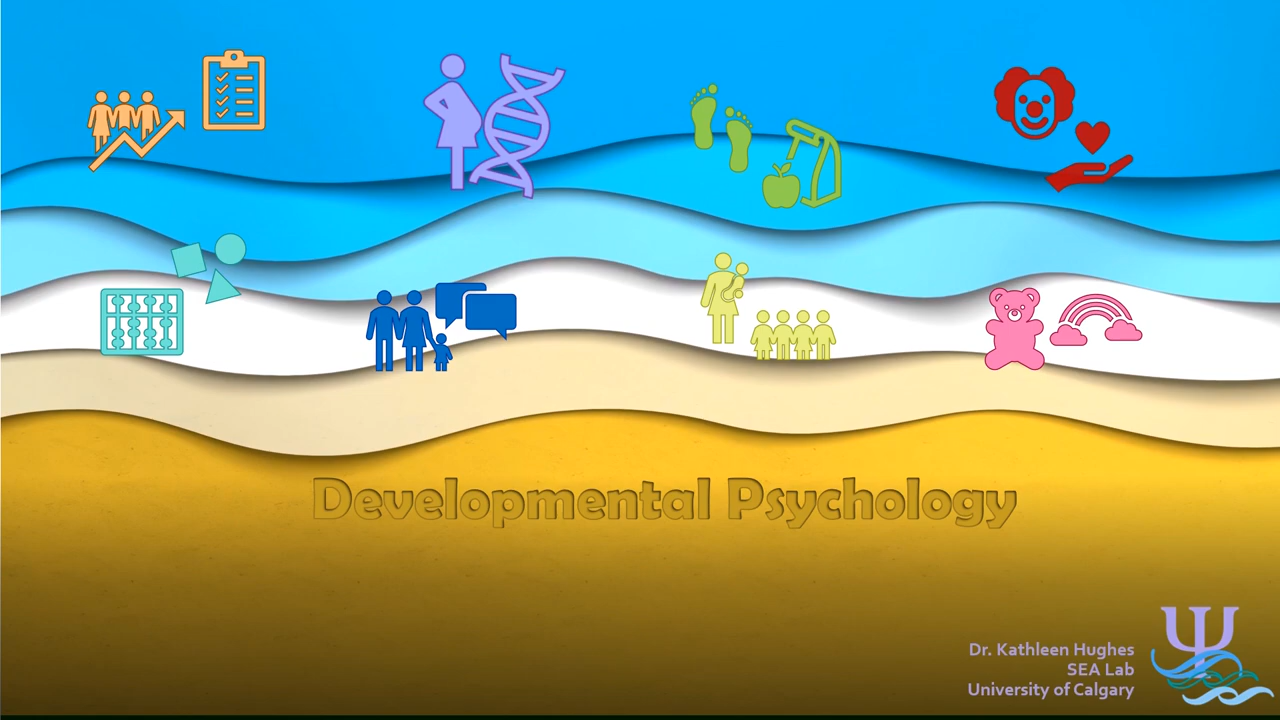 Developmental Psychology
Dr. Kathleen Hughes
SEA Lab
University of Calgary